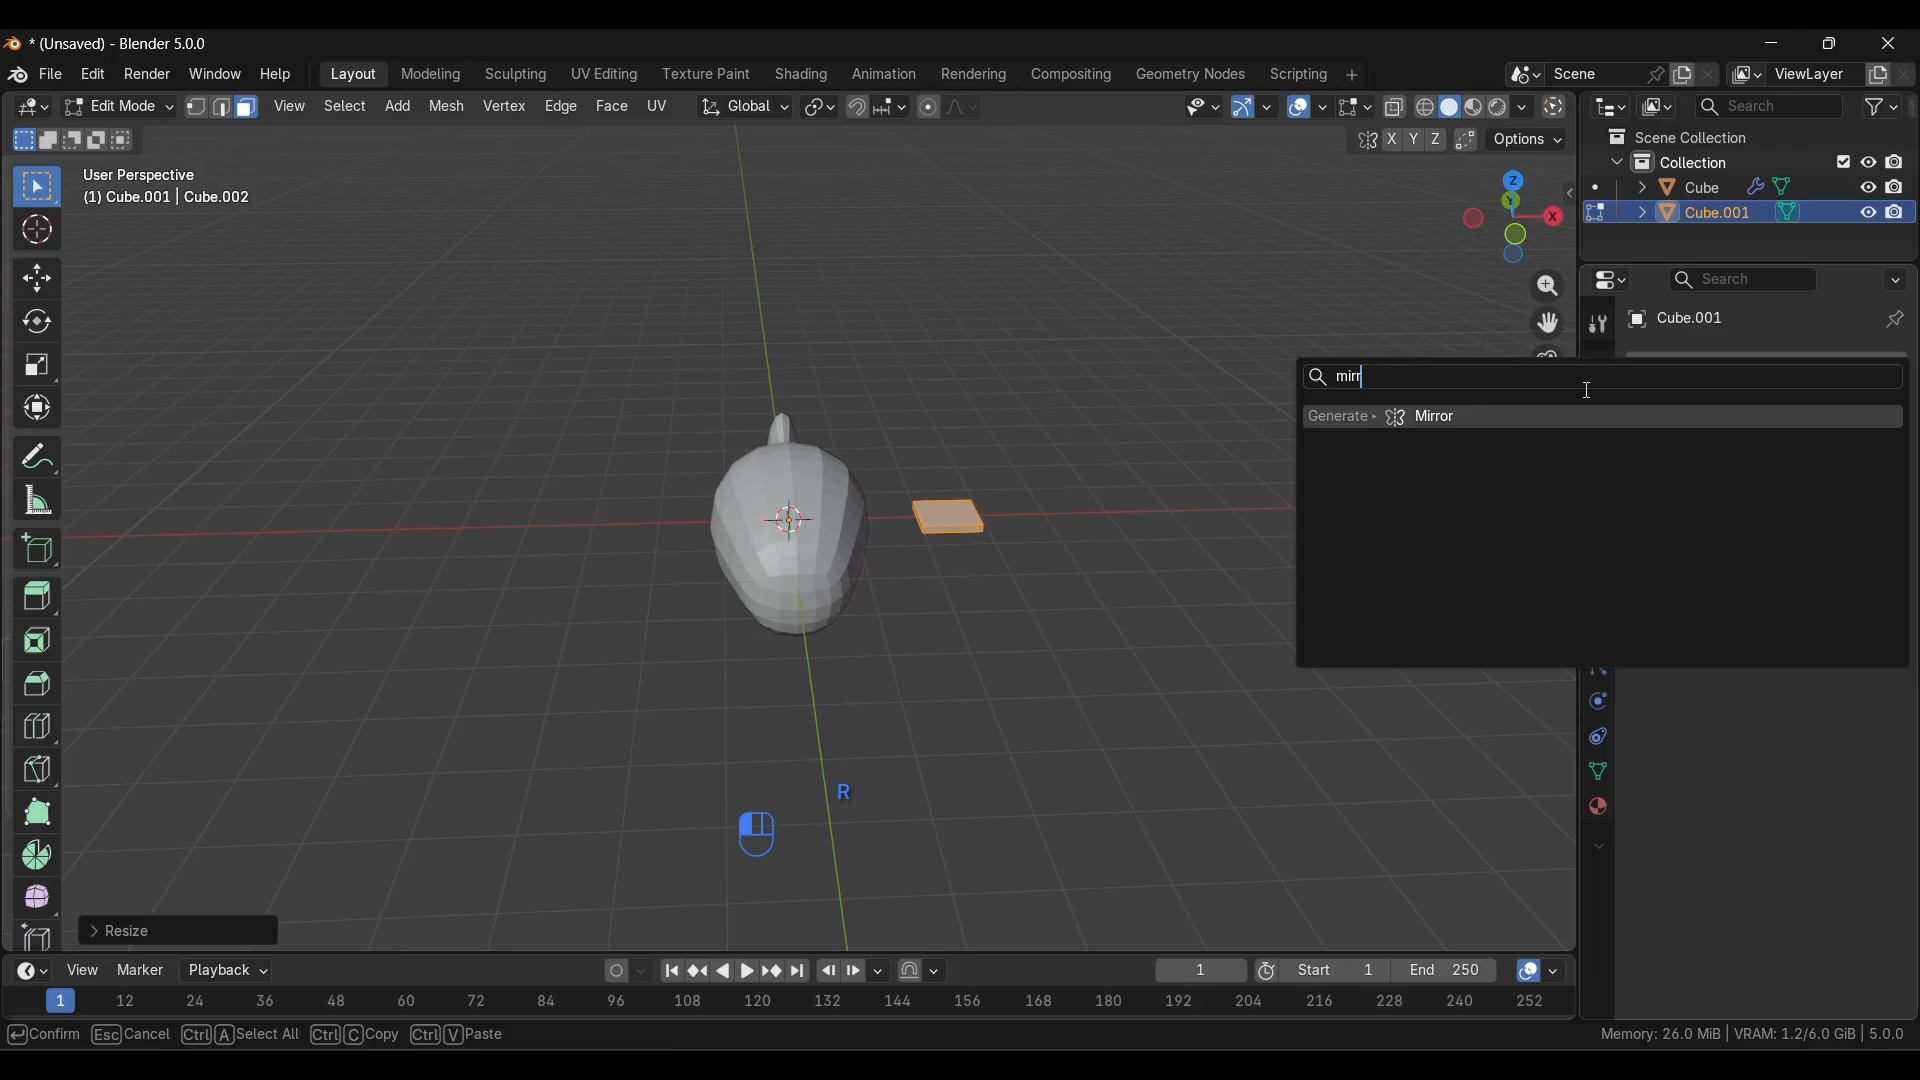 * (Unsaved) - Blender 5.0.0
File Edit Render Window Help Layout Modeling Sculpting UV Editing Texture Paint Shading Animation Rendering Compositing Geometry Nodes Scripting + Scene ViewLayer
Edit Mode View Select Add Mesh Vertex Edge Face UV Global Search
X Y Z Options
Scene Collection
Collection
User Perspective
(1) Cube.001 | Cube.002
Cube
Cube.001
Z
Y
X
Search
Cube.001
mirr
Generate Mirror
R
Resize
View Marker Playback 1 Start 1 End 250
1 12 24 36 48 60 72 84 96 108 120 132 144 156 168 180 192 204 216 228 240 252
Confirm Esc Cancel Ctrl A Select All Ctrl C Copy Ctrl V Paste Memory: 26.0 MiB | VRAM: 1.2/6.0 GiB | 5.0.0